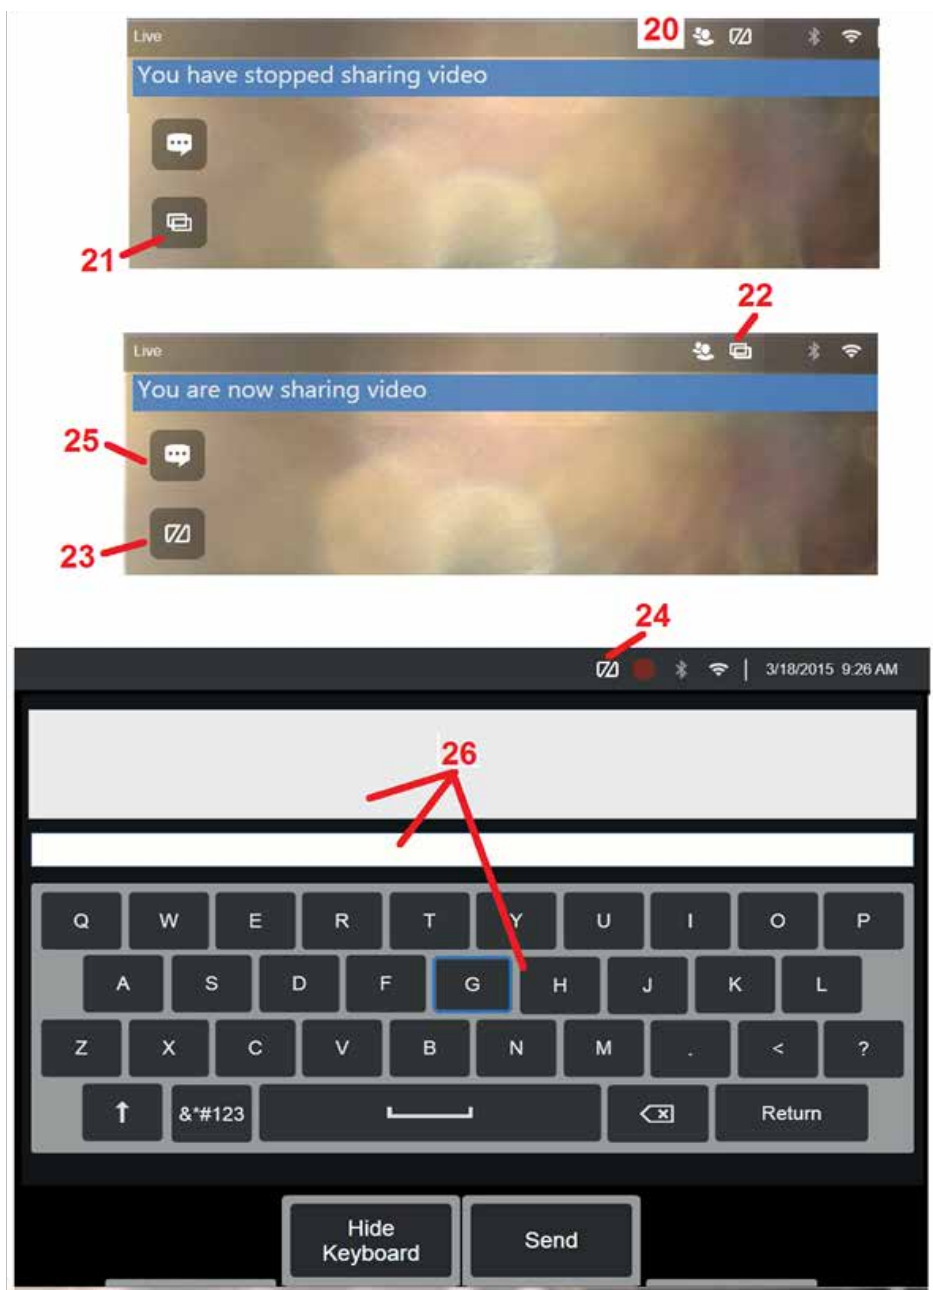 Live 20
You have stopped sharing video
21
22
Live
You are now sharing video
25
23
24
3/18/2015 9:26 AM
26
Q W E R T Y U I O P
A S D F G H J K L
Z X C V B N M . < ?
&*#123 Return
Hide
Keyboard
Send